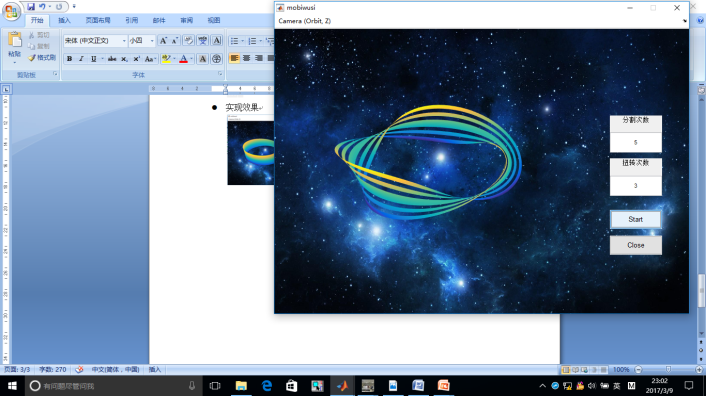 mobiwusi
Camera (Orbit, Z)
开始 插入 页面布局 引用 邮件 审阅 视图
粘贴
剪切
复制
格式刷
宋体 (中文正文) 小四
剪贴板
字体
实现效果
分割次数
5
扭转次数
3
Start
Close
页面: 3/3 字数: 270 中文(简体，中国) 插入 100%
有问题尽管问我
英 M
23:02
2017/3/9